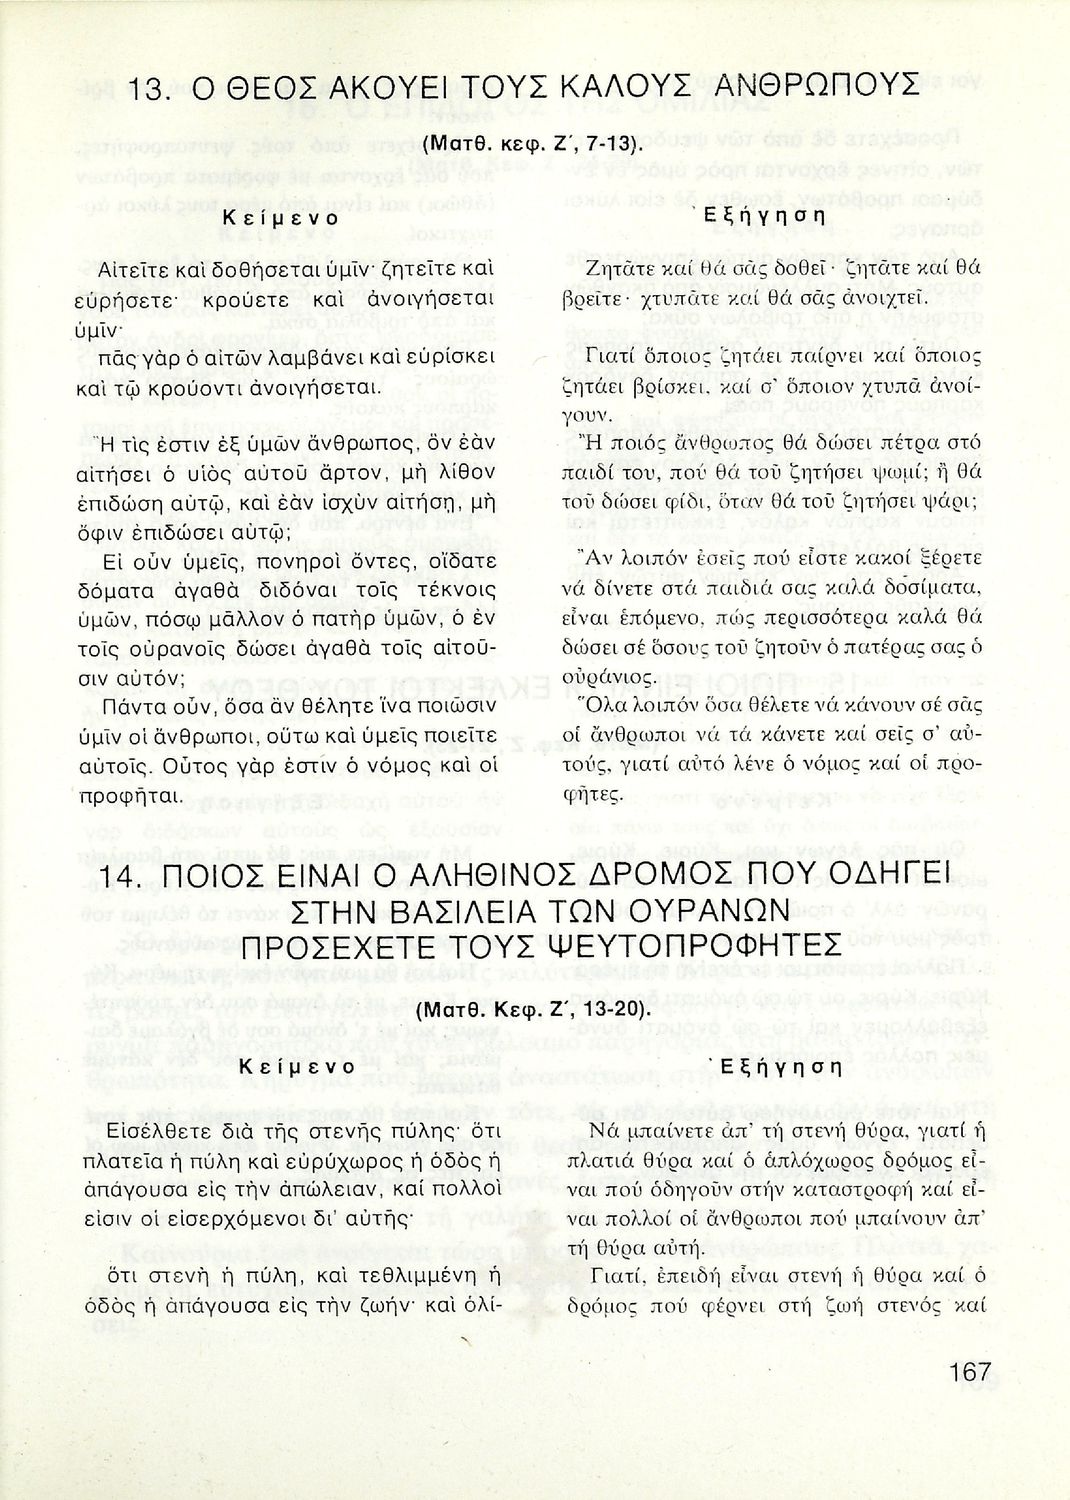 13. Ο ΘΕΟΣ ΑΚΟΥΕΙ ΤΟΥΣ ΚΑΛΟΥΣ ΑΝΘΡΩΠΟΥΣ
(Ματθ. κεφ. Ζ΄, 7-13).
Κείμενο
Αἰτεῖτε καὶ δοθήσεται ὑμῖν· ζητεῖτε καὶ
εὑρήσετε· κρούετε καὶ ἀνοιγήσεται
ὑμῖν·
πᾶς γὰρ ὁ αἰτῶν λαμβάνει καὶ εὑρίσκει
καὶ τῷ κρούοντι ἀνοιγήσεται.
Ἤ τὶς ἐστιν ἐξ ὑμῶν ἄνθρωπος, ὅν ἐὰν
αἰτήσει ὁ υἱὸς αὐτοῦ ἄρτον, μὴ λίθον
ἐπιδώση αὐτῷ, καὶ ἐὰν ἰσχὺν αἰτήσῃ, μὴ
ὄφιν ἐπιδώσει αὐτῷ;
Εἰ οὖν ὑμεῖς, πονηροὶ ὄντες, οἴδατε
δόματα ἀγαθὰ διδόναι τοῖς τέκνοις
ὑμῶν, πόσῳ μᾶλλον ὁ πατὴρ ὑμῶν, ὁ ἐν
τοῖς οὐρανοῖς δώσει ἀγαθὰ τοῖς αἰτοῦ-
σιν αὐτόν;
Πάντα οὖν, ὅσα ἂν θέλητε ἵνα ποιῶσιν
ὑμῖν οἱ ἄνθρωποι, οὕτω καὶ ὑμεῖς ποιεῖτε
αὐτοῖς. Οὗτος γὰρ ἐστίν ὁ νόμος καὶ οἱ
προφῆται.
Ἐξήγηση
Ζητᾶτε καί θά σᾶς δοθεῖ· ζητᾶτε καί θά
βρεῖτε· χτυπᾶτε καί θά σᾶς ἀνοιχτεῖ.
Γιατί ὅποιος ζητάει παίρνει καί ὅποιος
ζητάει βρίσκει, καί σ' ὅποιον χτυπᾶ ἀνοί-
γουν.
Ἤ ποιός ἄνθρωπος θά δώσει πέτρα στό
παιδί του, πού θά τοῦ ζητήσει ψωμί; ἤ θά
τοῦ δώσει φίδι, ὅταν θά τοῦ ζητήσει ψάρι;
Ἄν λοιπόν ἐσεῖς πού εἶστε κακοί ξέρετε
νά δίνετε στά παιδιά σας καλά δοσίματα,
εἶναι ἑπόμενο, πώς περισσότερα καλά θά
δώσει σέ ὅσους τοῦ ζητοῦν ὁ πατέρας σας ὁ
οὐράνιος.
Ὅλα λοιπόν ὅσα θέλετε νά κάνουν σέ σᾶς
οἱ ἄνθρωποι νά τά κάνετε καί σεῖς σ' αὐ-
τούς, γιατί αὐτό λένε ὁ νόμος καί οἱ προ-
φῆτες.
14. ΠΟΙΟΣ ΕΙΝΑΙ Ο ΑΛΗΘΙΝΟΣ ΔΡΟΜΟΣ ΠΟΥ ΟΔΗΓΕΙ
ΣΤΗΝ ΒΑΣΙΛΕΙΑ ΤΩΝ ΟΥΡΑΝΩΝ
ΠΡΟΣΕΧΕΤΕ ΤΟΥΣ ΨΕΥΤΟΠΡΟΦΗΤΕΣ
(Ματθ. Κεφ. Ζ΄, 13-20).
Κείμενο
Εἰσέλθετε διὰ τῆς στενῆς πύλης· ὅτι
πλατεῖα ἡ πύλη καὶ εὐρύχωρος ἡ ὁδὸς ἡ
ἀπάγουσα εἰς τὴν ἀπώλειαν, καί πολλοὶ
εἰσιν οἱ εἰσερχόμενοι δι' αὐτῆς·
ὅτι στενὴ ἡ πύλη, καὶ τεθλιμμένη ἡ
ὁδὸς ἡ ἀπάγουσα εἰς τὴν ζωήν· καὶ ὀλί-
Ἐξήγηση
Νά μπαίνετε ἀπ' τή στενή θύρα, γιατί ἡ
πλατιά θύρα καί ὁ ἁπλόχωρος δρόμος εἶ-
ναι πού ὁδηγοῦν στήν καταστροφή καί εἶ-
ναι πολλοί οἱ ἄνθρωποι πού μπαίνουν ἀπ'
τή θύρα αὐτή.
Γιατί, ἐπειδή εἶναι στενή ἡ θύρα καί ὁ
δρόμος πού φέρνει στή ζωή στενός καί
167